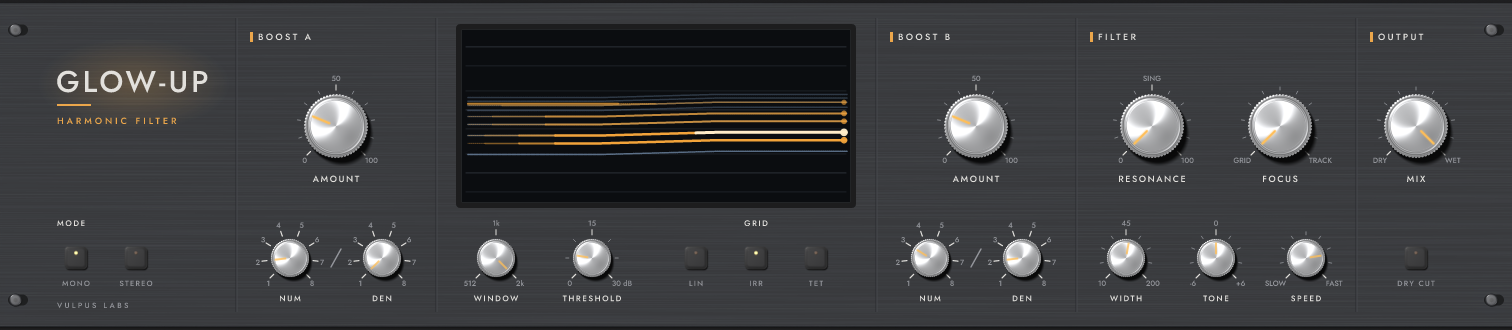 GLOW-UP
HARMONIC FILTER
MODE
MONO STEREO
VULPUS LABS
BOOST A
50
0 100
AMOUNT
1 2 3 4 5 6 7 8
NUM
/
1 2 3 4 5 6 7 8
DEN
1k
512 2k
WINDOW
15
0 30 dB
THRESHOLD
GRID
LIN IRR TET
BOOST B
50
0 100
AMOUNT
1 2 3 4 5 6 7 8
NUM
/
1 2 3 4 5 6 7 8
DEN
FILTER
SING
0 100
RESONANCE
GRID TRACK
FOCUS
45
10 200
WIDTH
0
-6 +6
TONE
SLOW FAST
SPEED
OUTPUT
DRY WET
MIX
DRY CUT